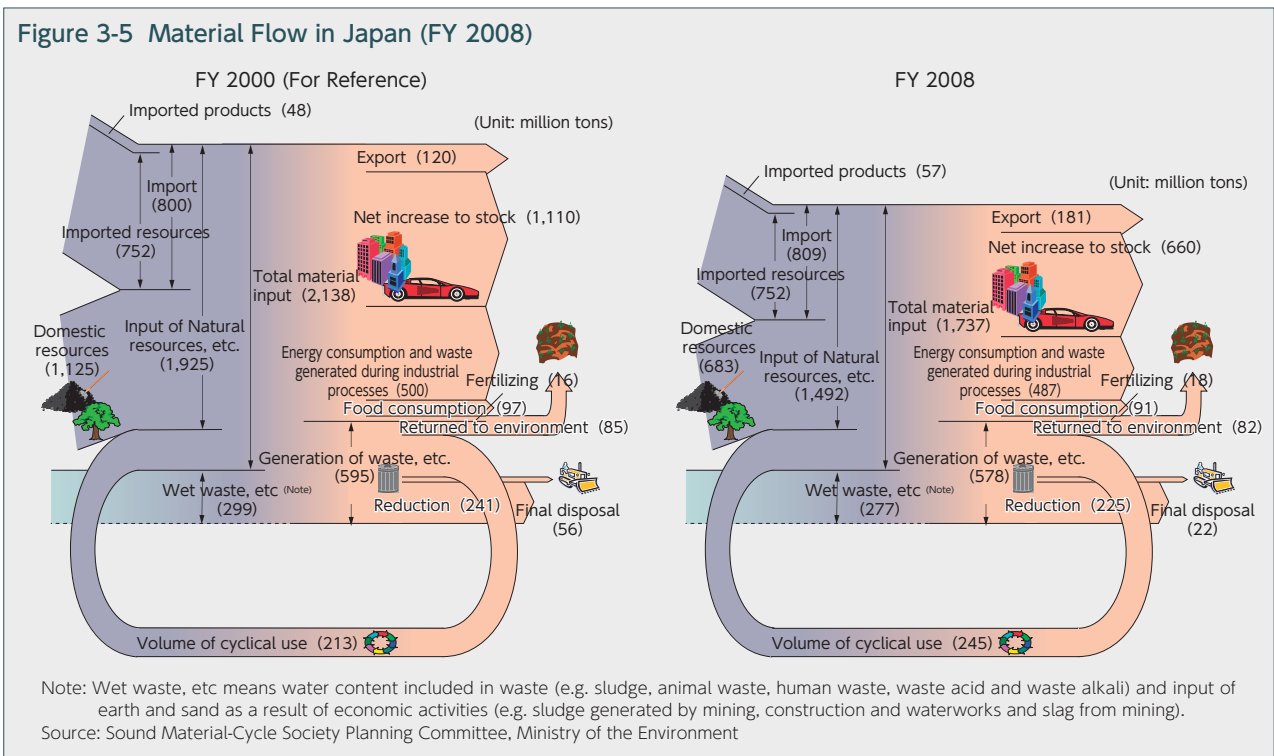 Figure 3-5 Material Flow in Japan (FY 2008)
FY 2000 (For Reference)
Imported products (48)
(Unit: million tons)
Export (120)
Import
(800)
Net increase to stock (1,110)
Imported resources
(752)
Total material
input (2,138)
Domestic
resources
(1,125)
Input of Natural
resources, etc.
(1,925)
Energy consumption and waste
generated during industrial
processes (500)
Fertilizing (16)
Food consumption (97)
Returned to environment (85)
Generation of waste, etc.
(595)
Wet waste, etc (Note)
(299)
Reduction (241)
Final disposal
(56)
Volume of cyclical use (213)
FY 2008
Imported products (57)
(Unit: million tons)
Export (181)
Import
(809)
Net increase to stock (660)
Imported resources
(752)
Total material
input (1,737)
Domestic
resources
(683)
Input of Natural
resources, etc.
(1,492)
Energy consumption and waste
generated during industrial
processes (487)
Fertilizing (18)
Food consumption (91)
Returned to environment (82)
Generation of waste, etc.
(578)
Wet waste, etc (Note)
(277)
Reduction (225)
Final disposal
(22)
Volume of cyclical use (245)
Note: Wet waste, etc means water content included in waste (e.g. sludge, animal waste, human waste, waste acid and waste alkali) and input of
earth and sand as a result of economic activities (e.g. sludge generated by mining, construction and waterworks and slag from mining).
Source: Sound Material-Cycle Society Planning Committee, Ministry of the Environment